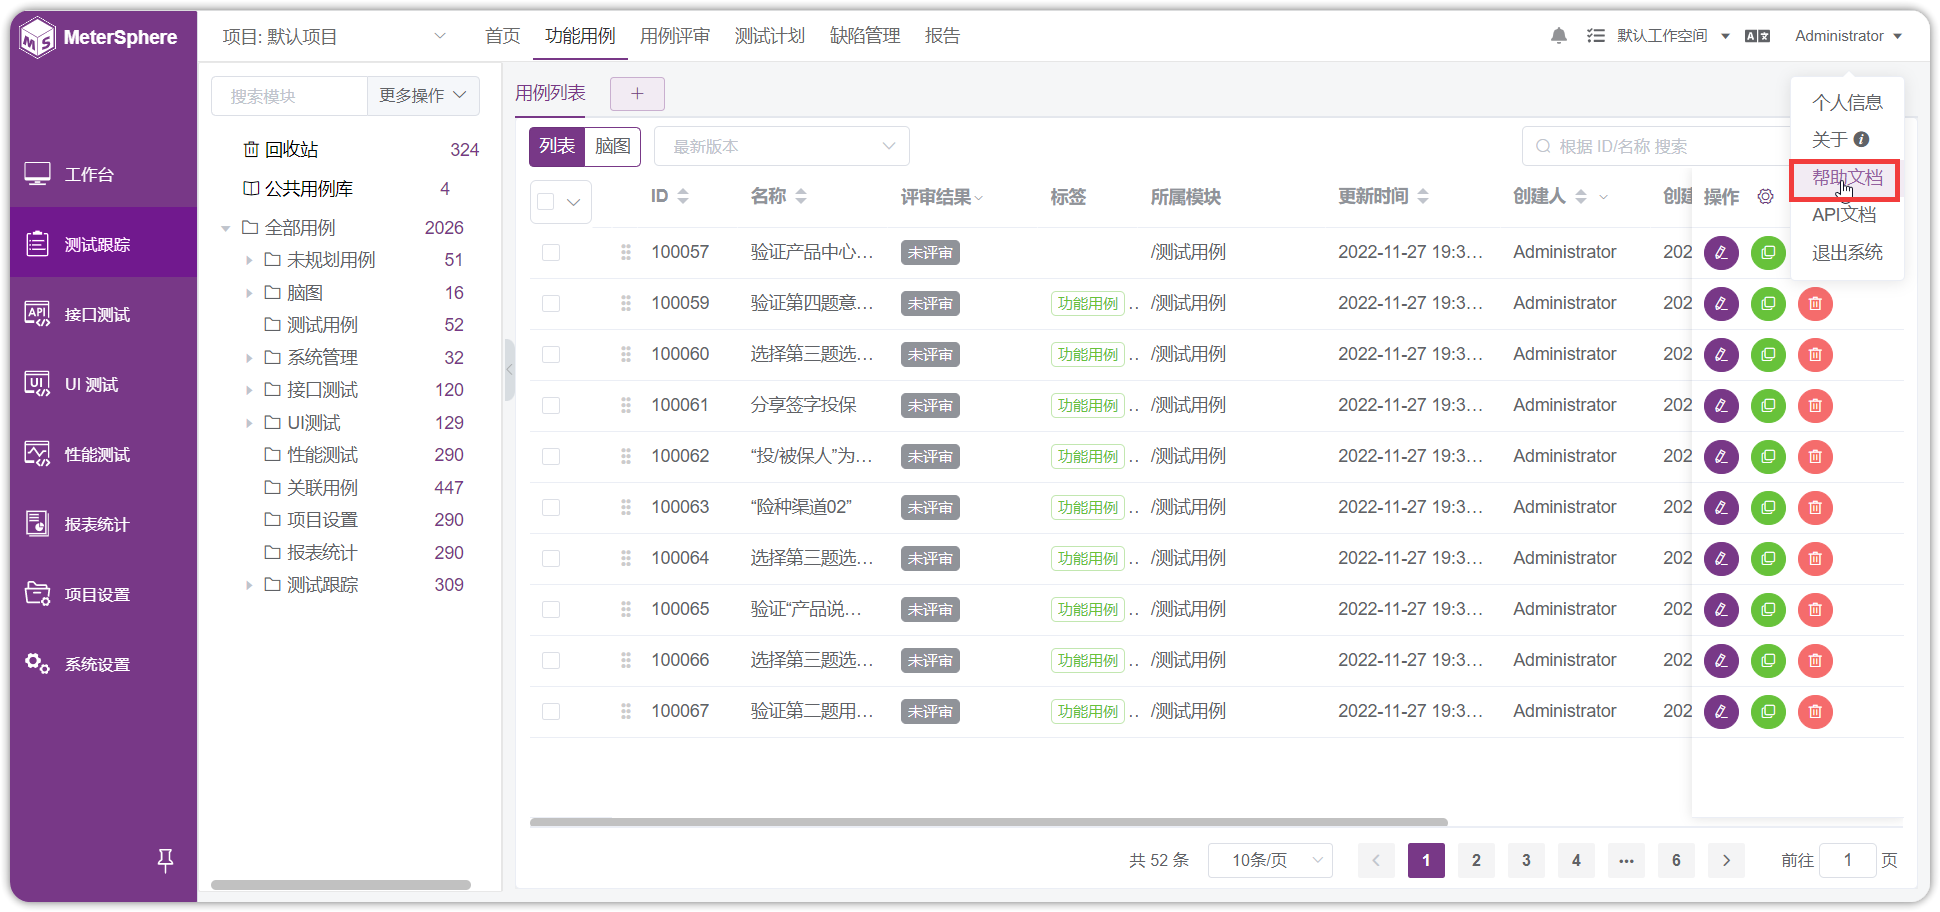 MeterSphere
项目: 默认项目
首页 功能用例 用例评审 测试计划 缺陷管理 报告
默认工作空间
Administrator
工作台
测试跟踪
接口测试
UI 测试
性能测试
报表统计
项目设置
系统设置
搜索模块 更多操作
回收站 324
公共用例库 4
全部用例 2026
未规划用例 51
脑图 16
测试用例 52
系统管理 32
接口测试 120
UI测试 129
性能测试 290
关联用例 447
项目设置 290
报表统计 290
测试跟踪 309
用例列表
列表 脑图 最新版本
根据 ID/名称 搜索
ID 名称 评审结果 标签 所属模块 更新时间 创建人 创建 操作
100057 验证产品中心... 未评审 /测试用例 2022-11-27 19:3... Administrator 202
100059 验证第四题意... 未评审 功能用例 .. /测试用例 2022-11-27 19:3... Administrator 202
100060 选择第三题选... 未评审 功能用例 .. /测试用例 2022-11-27 19:3... Administrator 202
100061 分享签字投保 未评审 功能用例 .. /测试用例 2022-11-27 19:3... Administrator 202
100062 “投/被保人”为... 未评审 功能用例 .. /测试用例 2022-11-27 19:3... Administrator 202
100063 “险种渠道02” 未评审 功能用例 .. /测试用例 2022-11-27 19:3... Administrator 202
100064 选择第三题选... 未评审 功能用例 .. /测试用例 2022-11-27 19:3... Administrator 202
100065 验证“产品说... 未评审 功能用例 .. /测试用例 2022-11-27 19:3... Administrator 202
100066 选择第三题选... 未评审 功能用例 .. /测试用例 2022-11-27 19:3... Administrator 202
100067 验证第二题用... 未评审 功能用例 .. /测试用例 2022-11-27 19:3... Administrator 202
个人信息
关于
帮助文档
API文档
退出系统
共 52 条 10条/页 1 2 3 4 ... 6 前往 1 页